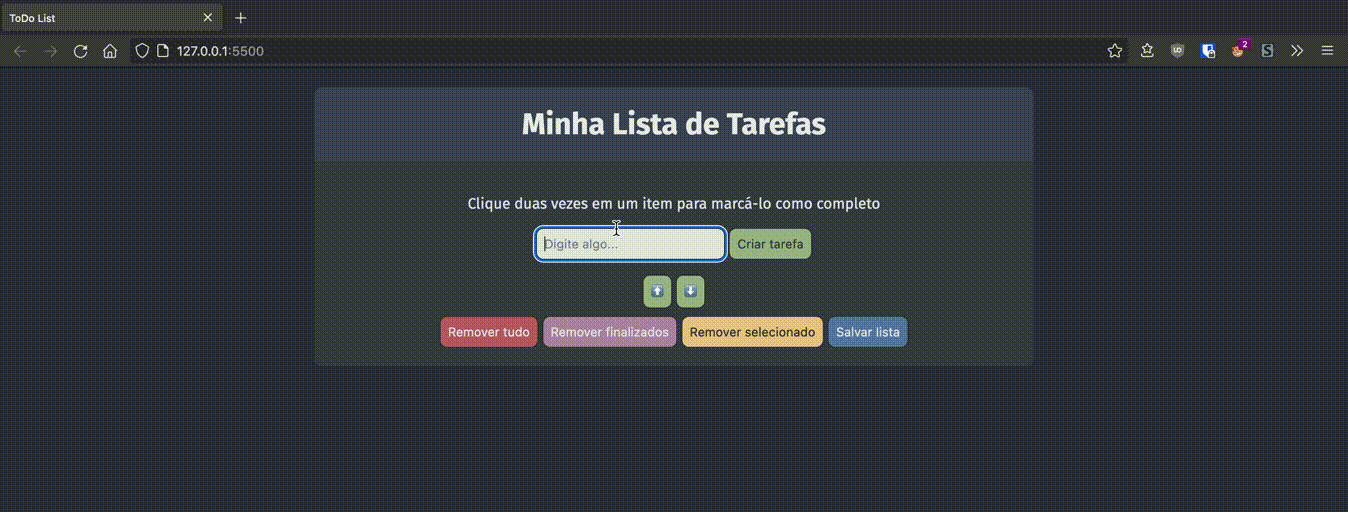 ToDo List
127.0.0.1:5500
2
Minha Lista de Tarefas
Clique duas vezes em um item para marcá-lo como completo
Digite algo... Criar tarefa
Remover tudo Remover finalizados Remover selecionado Salvar lista